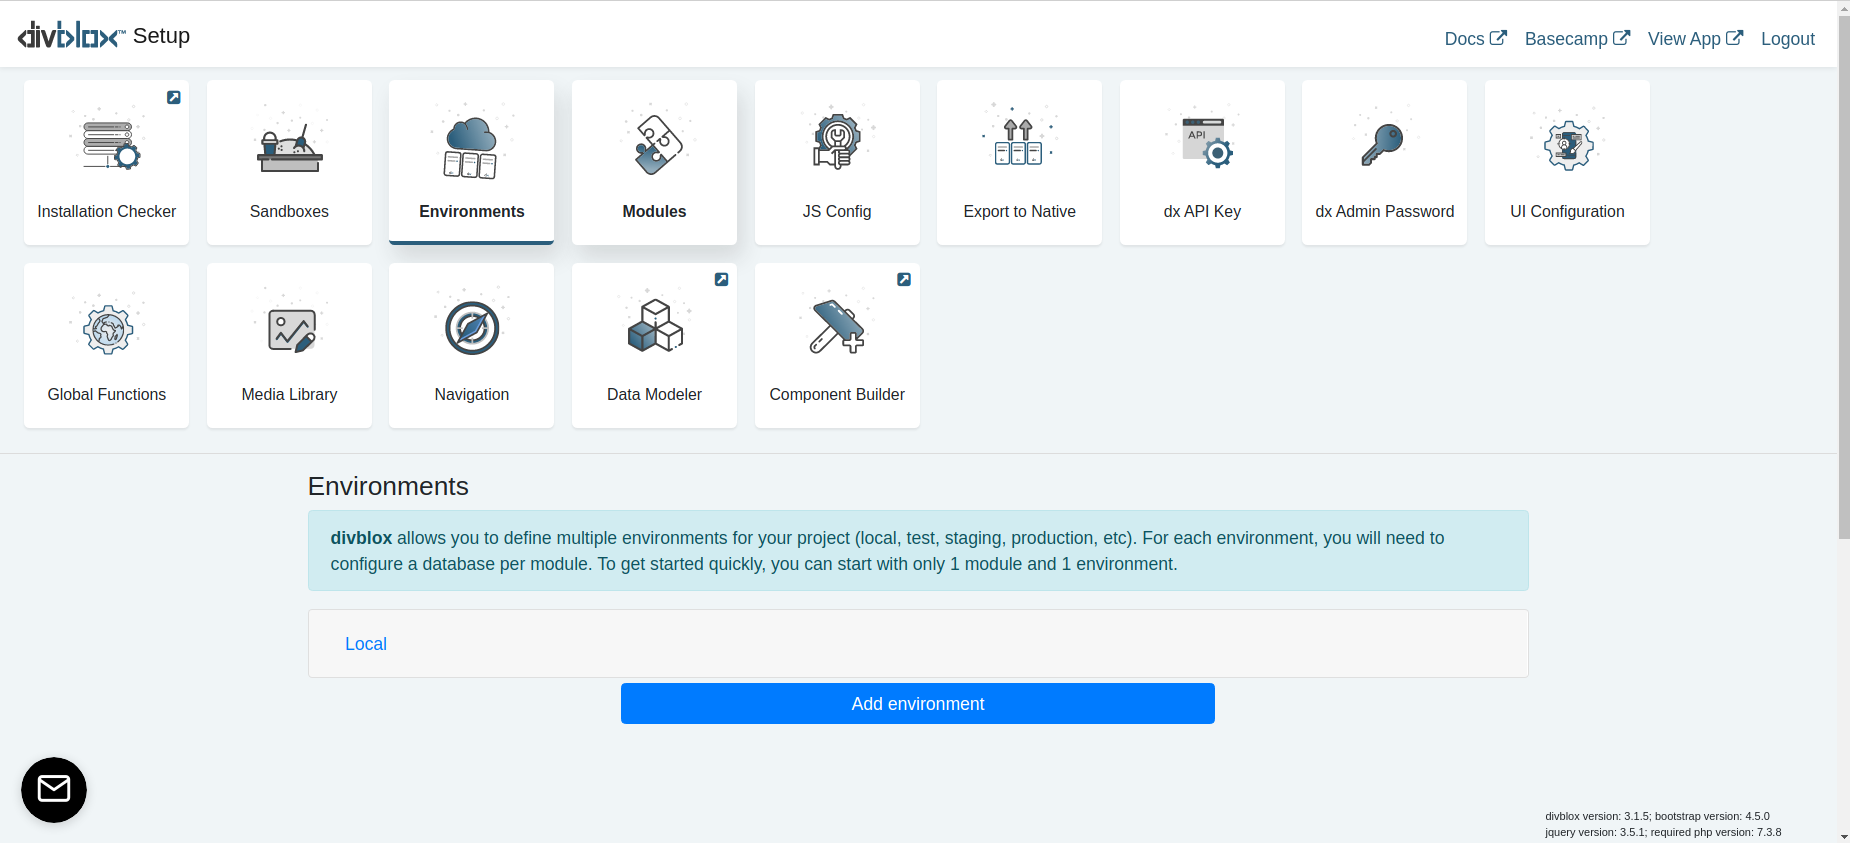 divblox™ Setup
Docs
Basecamp
View App
Logout
Installation Checker
Sandboxes
Environments
Modules
JS Config
Export to Native
API
dx API Key
dx Admin Password
UI Configuration
Global Functions
Media Library
Navigation
Data Modeler
Component Builder
Environments
divblox allows you to define multiple environments for your project (local, test, staging, production, etc). For each environment, you will need to
configure a database per module. To get started quickly, you can start with only 1 module and 1 environment.
Local
Add environment
divblox version: 3.1.5; bootstrap version: 4.5.0
jquery version: 3.5.1; required php version: 7.3.8